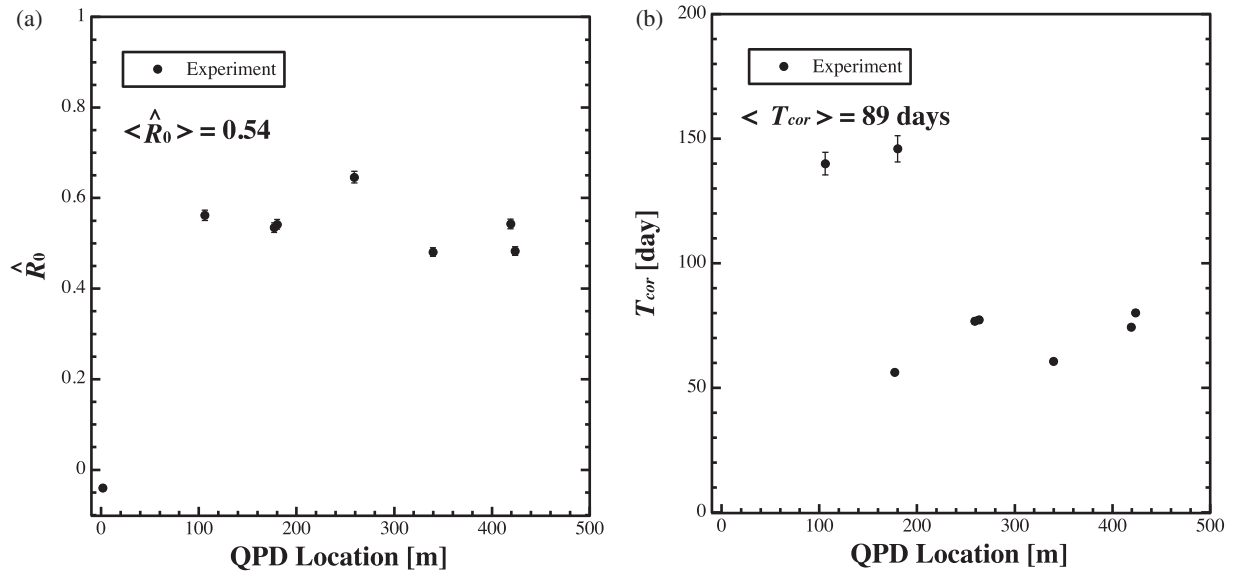 (a)
1
0.8
0.6
0.4
0.2
0
R̂₀
Experiment
< R̂₀ > = 0.54
0 100 200 300 400 500
QPD Location [m]
(b)
200
150
100
50
0
T_cor [day]
Experiment
< T_cor > = 89 days
0 100 200 300 400 500
QPD Location [m]